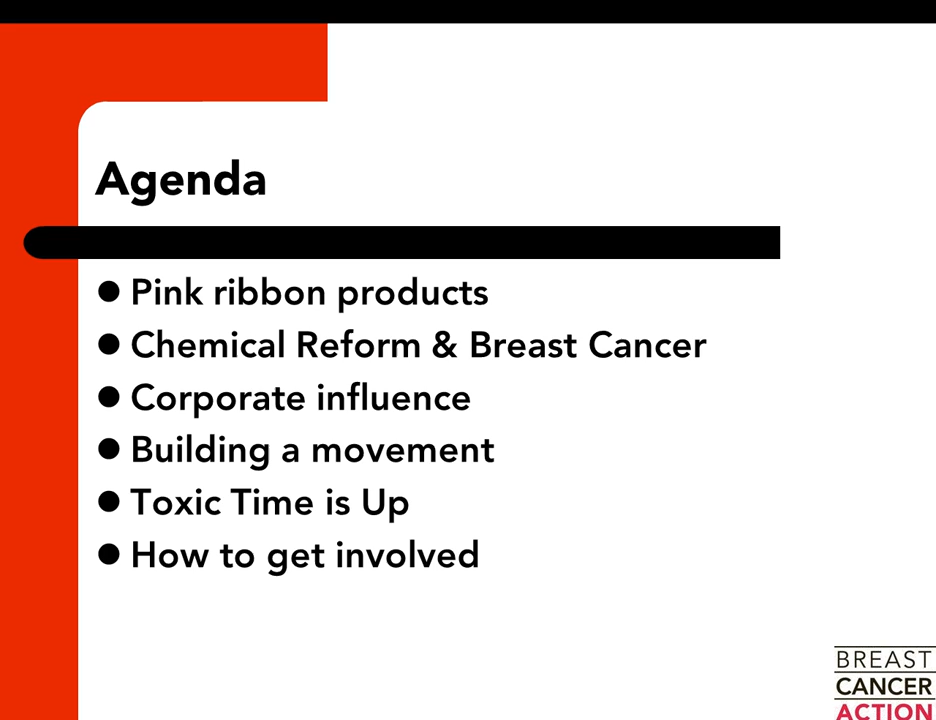 Agenda
● Pink ribbon products
● Chemical Reform & Breast Cancer
● Corporate influence
● Building a movement
● Toxic Time is Up
● How to get involved
BREAST
CANCER
ACTION